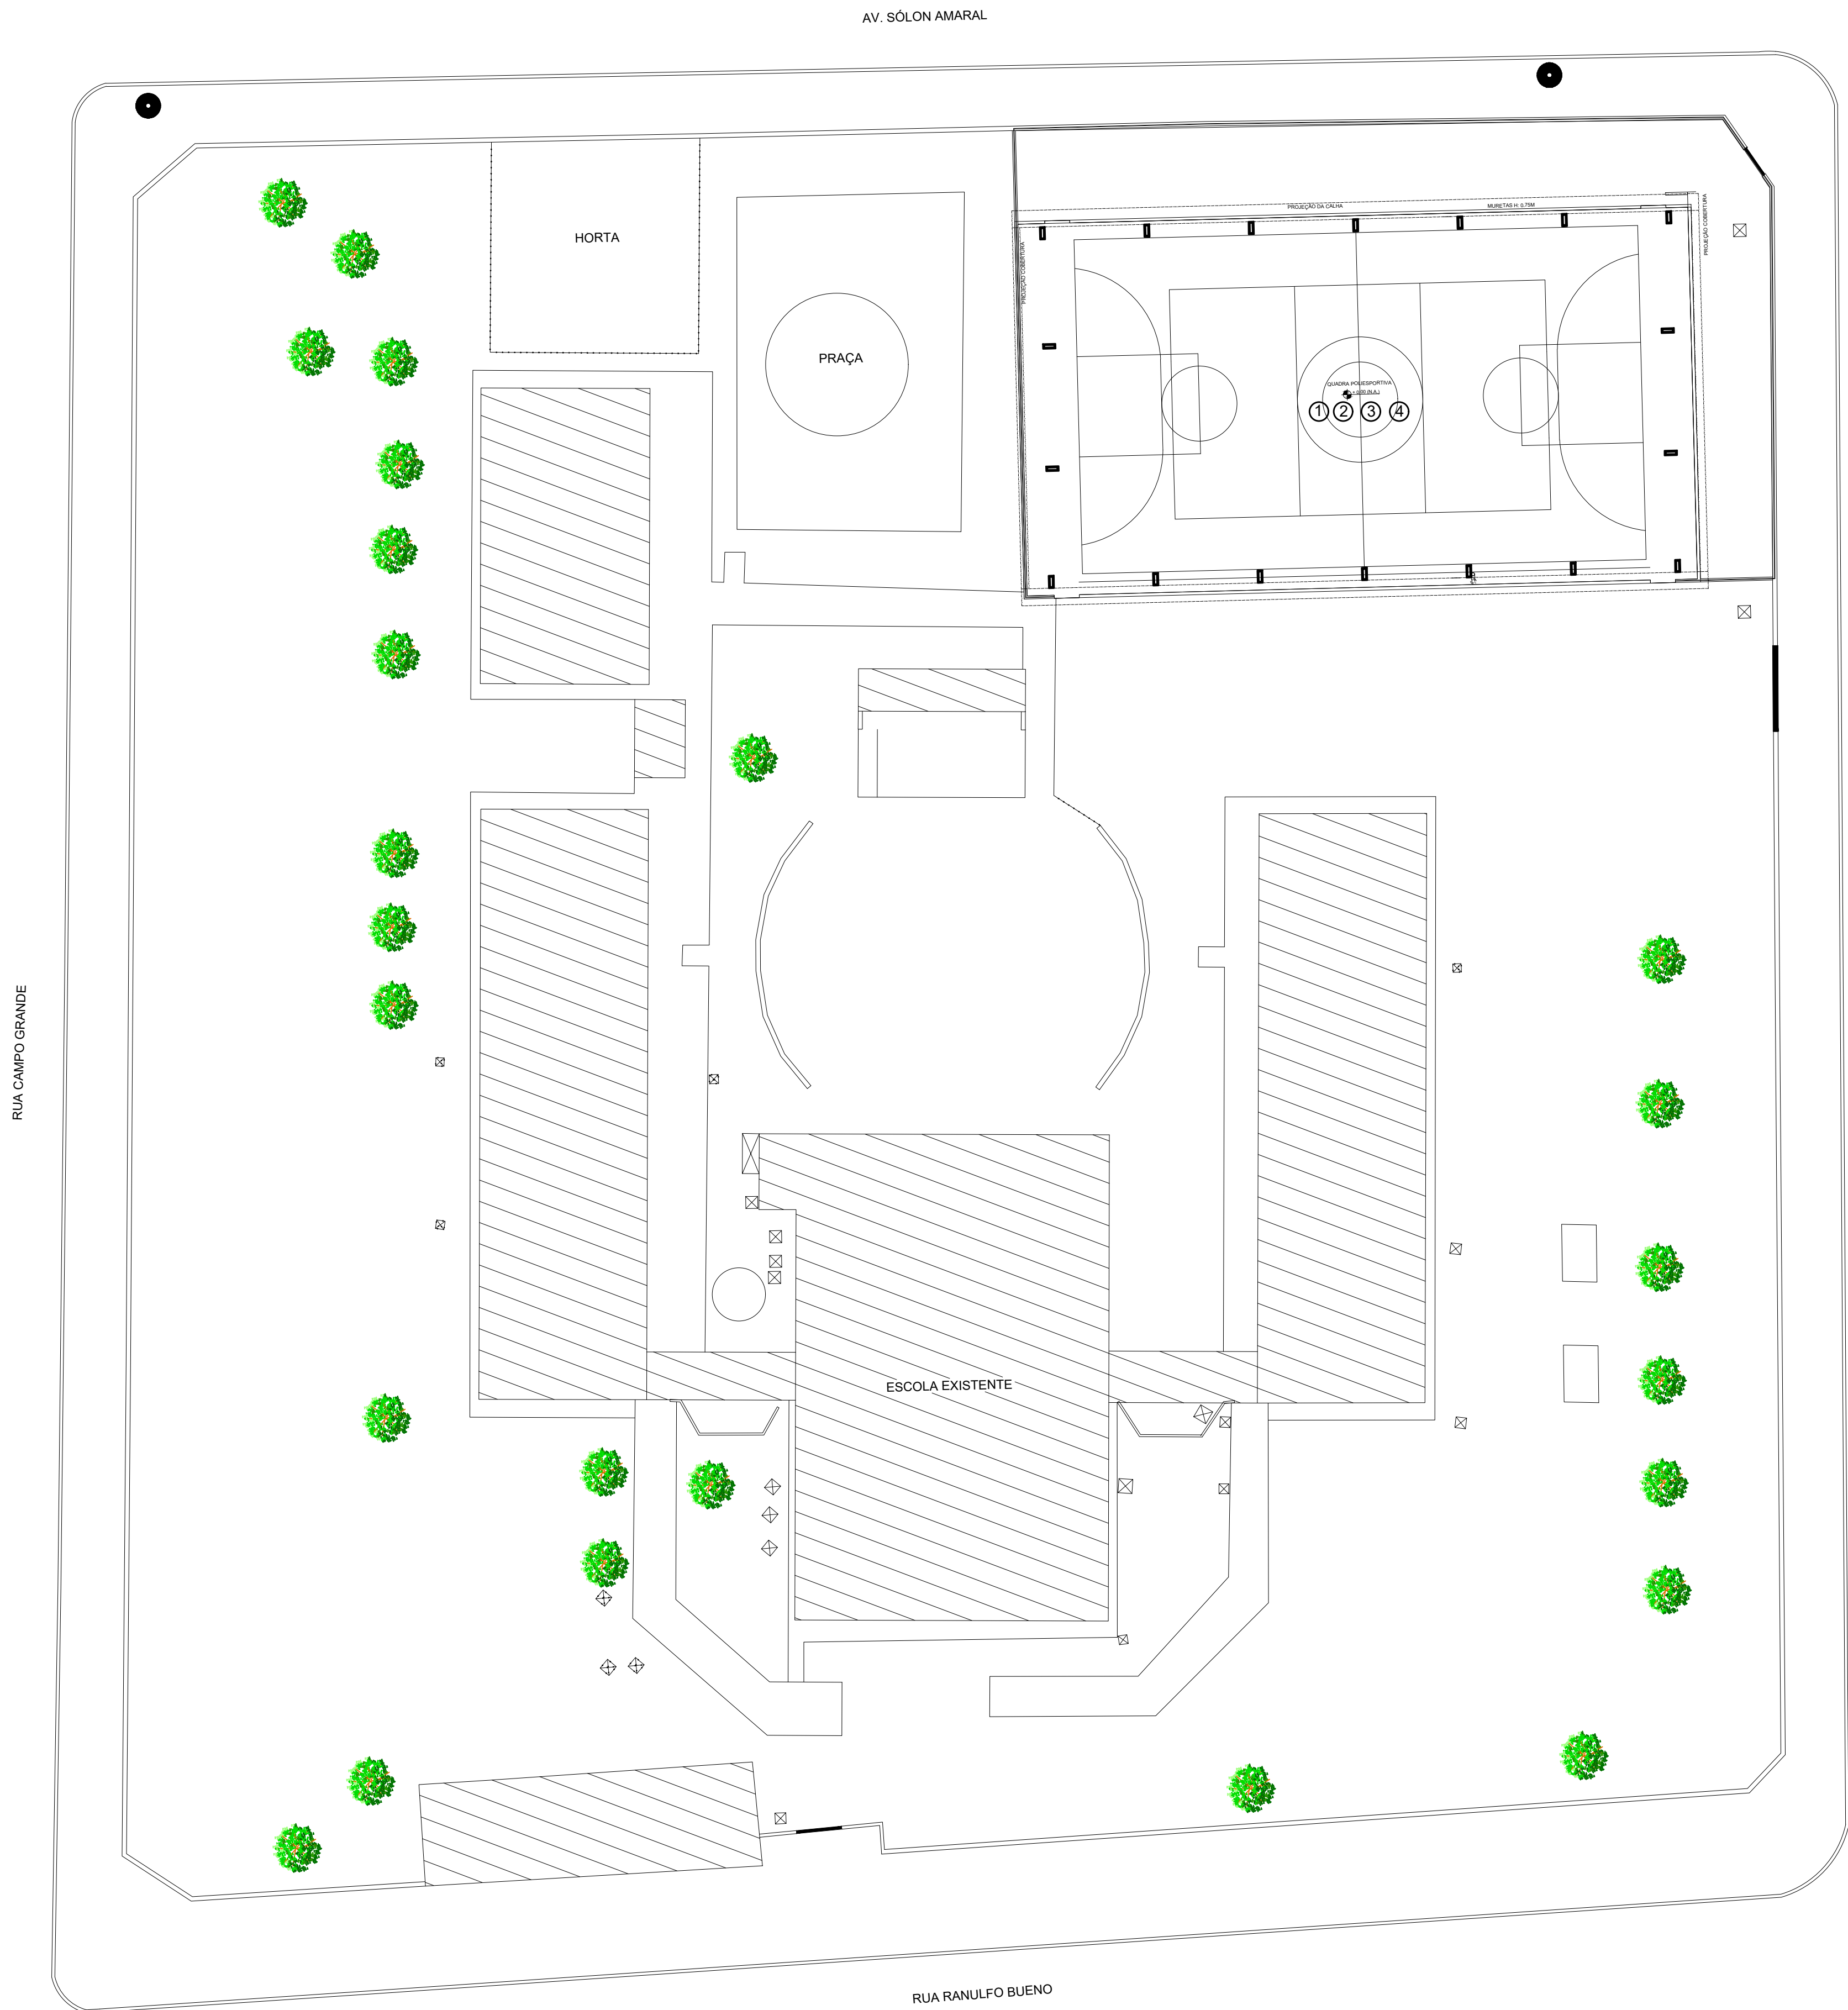 AV. SÓLON AMARAL
PROJEÇÃO DA CALHA
MURETAS H: 0.75M
PROJEÇÃO COBERTURA
PROJEÇÃO COBERTURA
HORTA
PRAÇA
QUADRA POLIESPORTIVA
1 2 3 4
RUA CAMPO GRANDE
ESCOLA EXISTENTE
RUA RANULFO BUENO